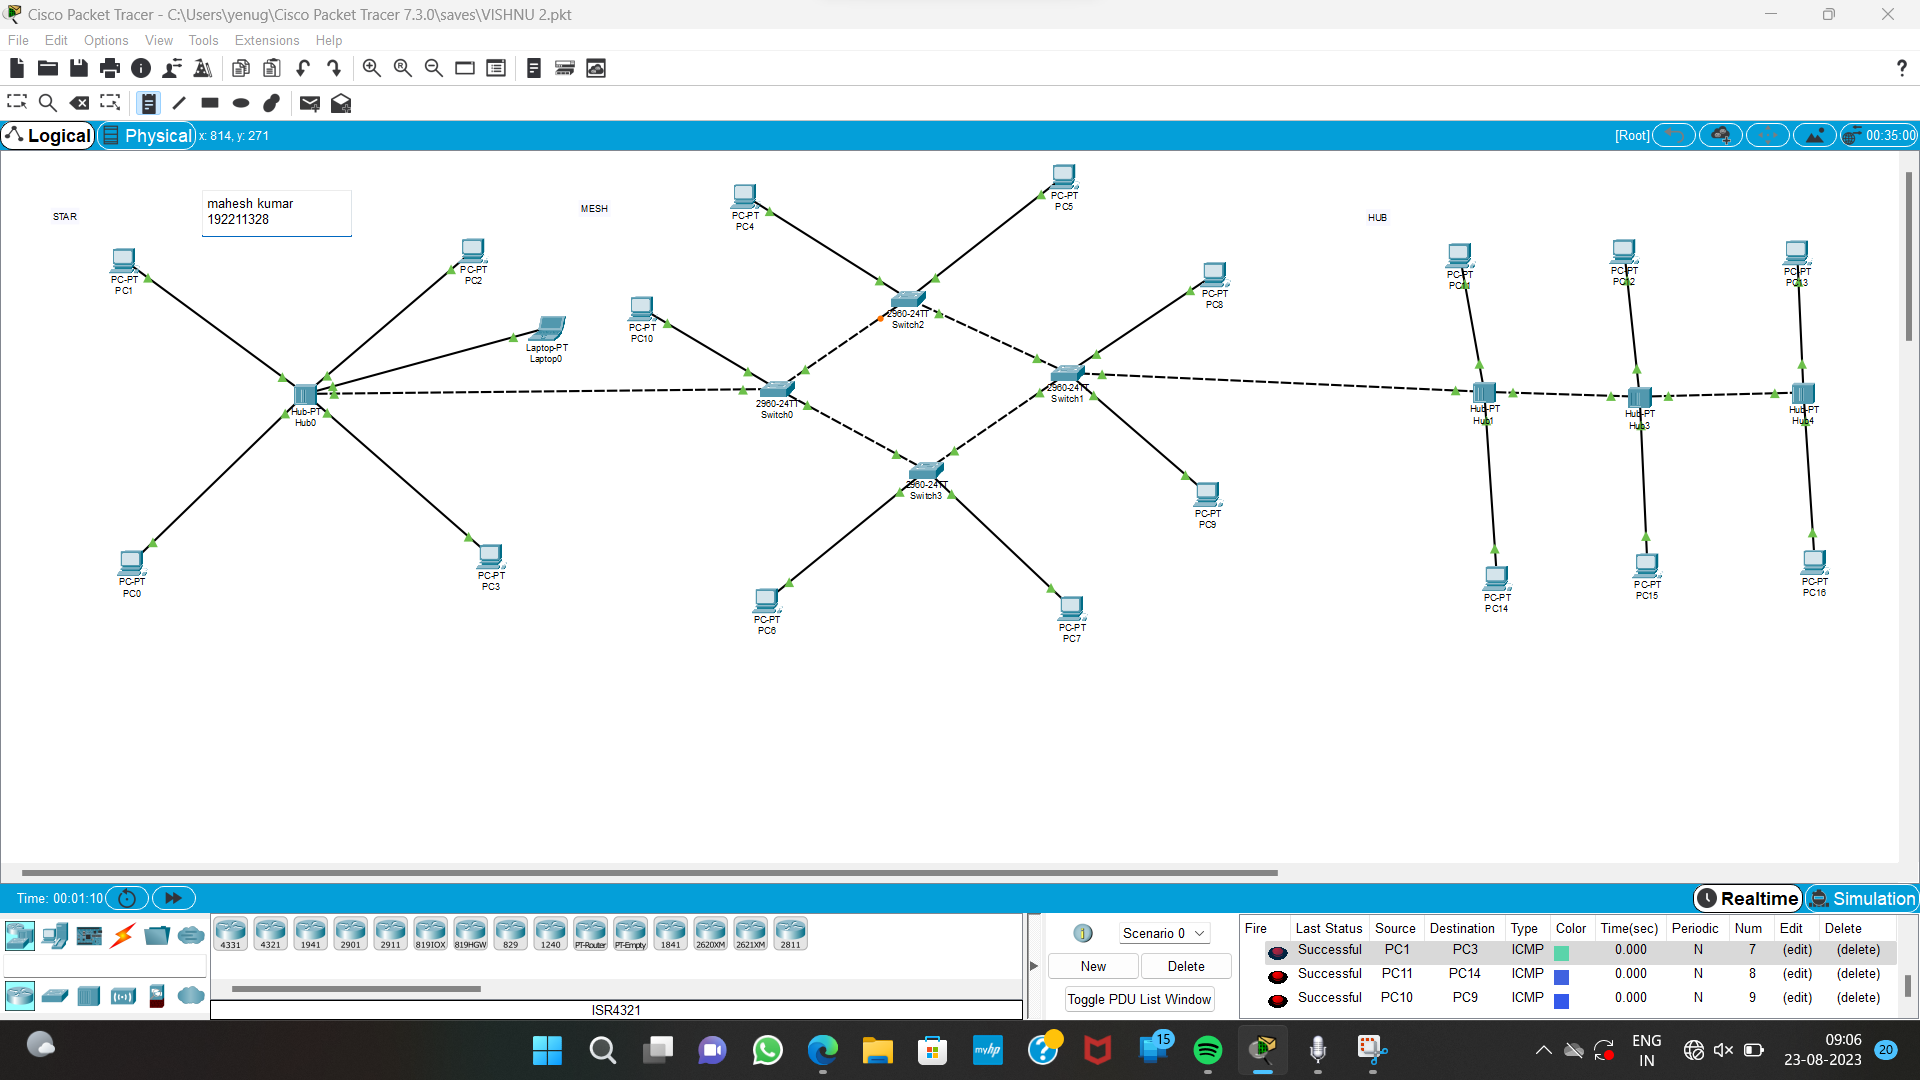 Cisco Packet Tracer - C:\Users\yenug\Cisco Packet Tracer 7.3.0\saves\VISHNU 2.pkt
File Edit Options View Tools Extensions Help
Logical Physical x: 814, y: 271 [Root] 00:35:00
STAR
mahesh kumar
192211328
MESH
HUB
PC-PT
PC1
PC-PT
PC2
Laptop-PT
Laptop0
Hub-PT
Hub0
PC-PT
PC0
PC-PT
PC3
PC-PT
PC4
PC-PT
PC5
PC-PT
PC10
PC-PT
PC8
2960-24TT
Switch2
2960-24TT
Switch0
2960-24TT
Switch1
2960-24TT
Switch3
PC-PT
PC9
PC-PT
PC6
PC-PT
PC7
PC-PT
PC11
PC-PT
PC12
PC-PT
PC13
Hub-PT
Hub1
Hub-PT
Hub3
Hub-PT
Hub4
PC-PT
PC14
PC-PT
PC15
PC-PT
PC16
Time: 00:01:10 Realtime Simulation
4331 4321 1941 2901 2911 819IOX 819HGW 829 1240 PT-Router PT-Empty 1841 2620XM 2621XM 2811
ISR4321
Scenario 0
New Delete
Toggle PDU List Window
Fire Last Status Source Destination Type Color Time(sec) Periodic Num Edit Delete
Successful PC1 PC3 ICMP 0.000 N 7 (edit) (delete)
Successful PC11 PC14 ICMP 0.000 N 8 (edit) (delete)
Successful PC10 PC9 ICMP 0.000 N 9 (edit) (delete)
myhp
15
ENG
IN
09:06
23-08-2023
20